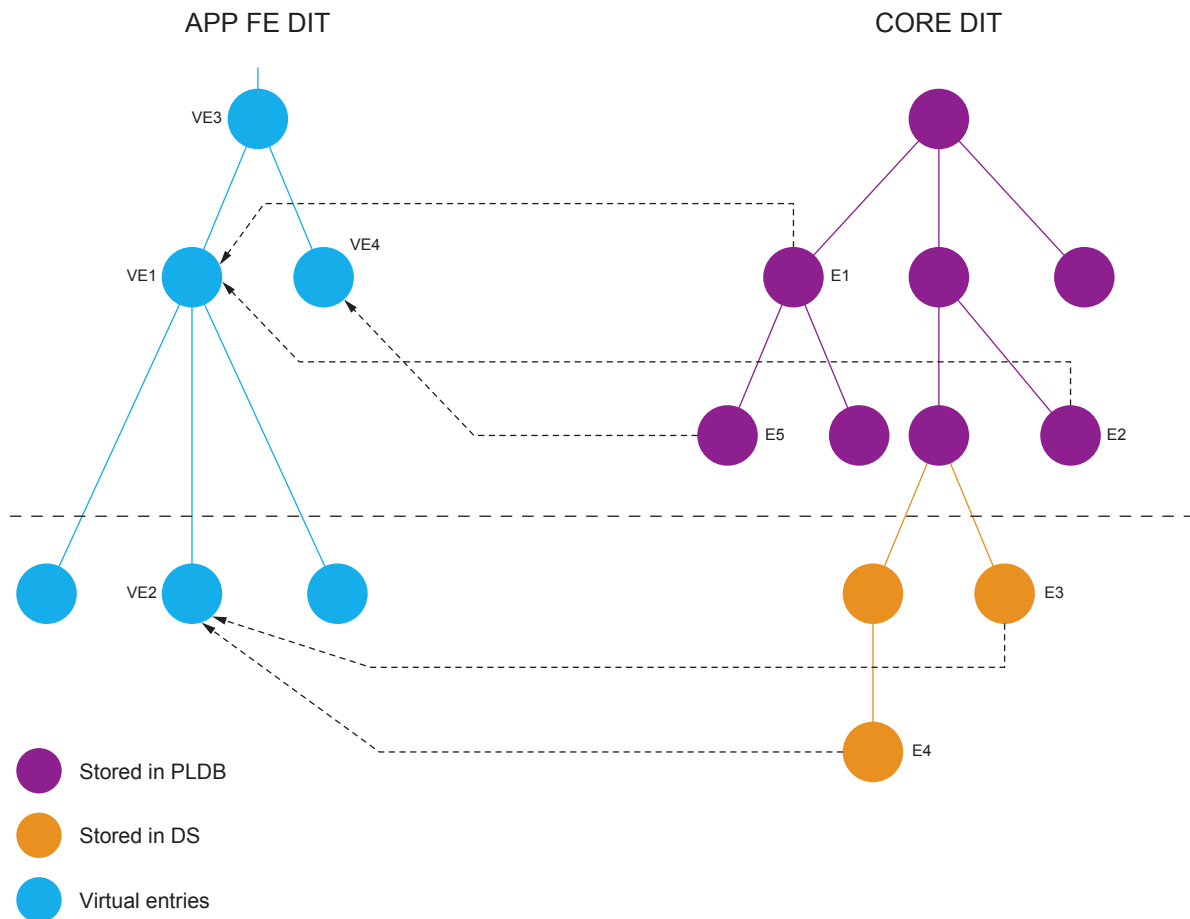 APP FE DIT
CORE DIT
VE3
VE4
VE1
E1
E5
E2
VE2
E3
E4
Stored in PLDB
Stored in DS
Virtual entries